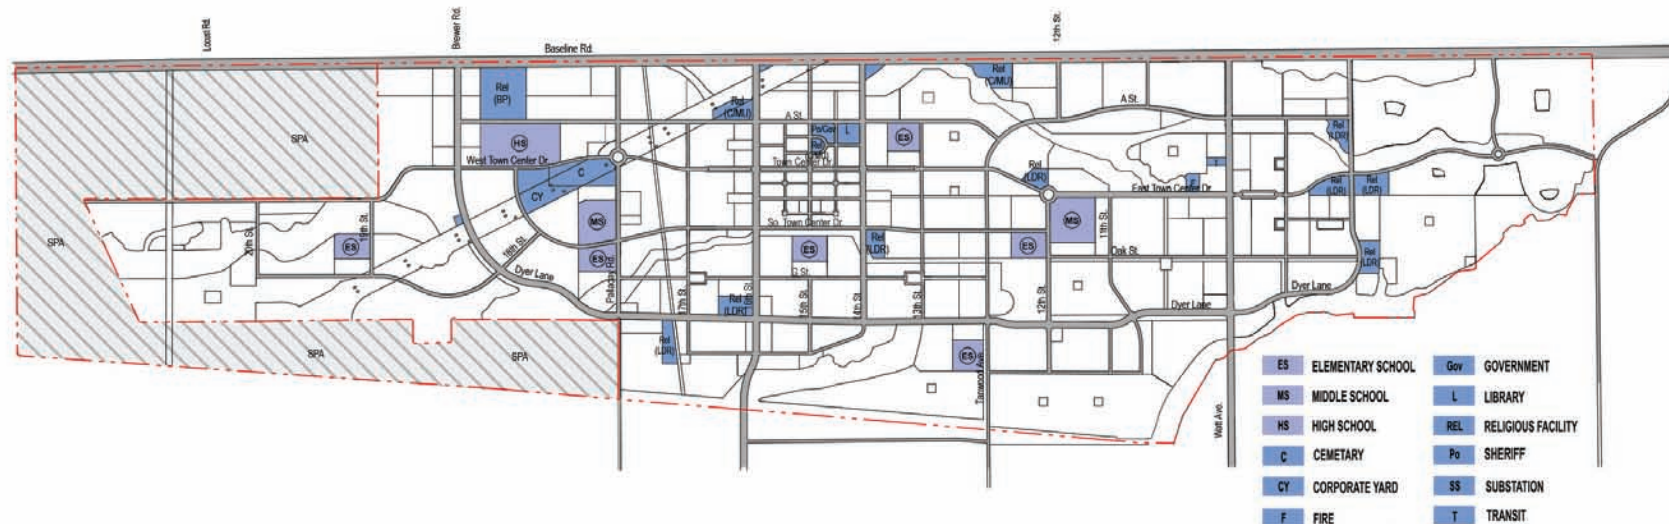 Locust Rd.
Brewer Rd.
12th St.
Baseline Rd.
Rel
(BP)
Rel
(C/MU)
Rel
(C/MU)
A St.
A St.
SPA
HS
Po/Gov
L
ES
Rel
(LDR)
West Town Center Dr.
Town Center Dr.
C
CY
Rel
(LDR)
T
F
East Town Center Dr.
Rel
(LDR)
Rel
(LDR)
MS
MS
So. Town Center Dr.
11th St.
SPA
20th St.
19th St.
ES
16th St.
ES
ES
Rel
(LDR)
ES
Oak St.
Rel
(LDR)
Dyer Lane
Palladay Rd.
G St.
17th St.
15th St.
14th St.
13th St.
12th St.
Dyer Lane
Dyer Lane
Rel
(LDR)
Rel
(LDR)
SPA
SPA
ES
Tanwood Ave.
Watt Ave.
ES ELEMENTARY SCHOOL
MS MIDDLE SCHOOL
HS HIGH SCHOOL
C CEMETARY
CY CORPORATE YARD
F FIRE
Gov GOVERNMENT
L LIBRARY
REL RELIGIOUS FACILITY
Po SHERIFF
SS SUBSTATION
T TRANSIT